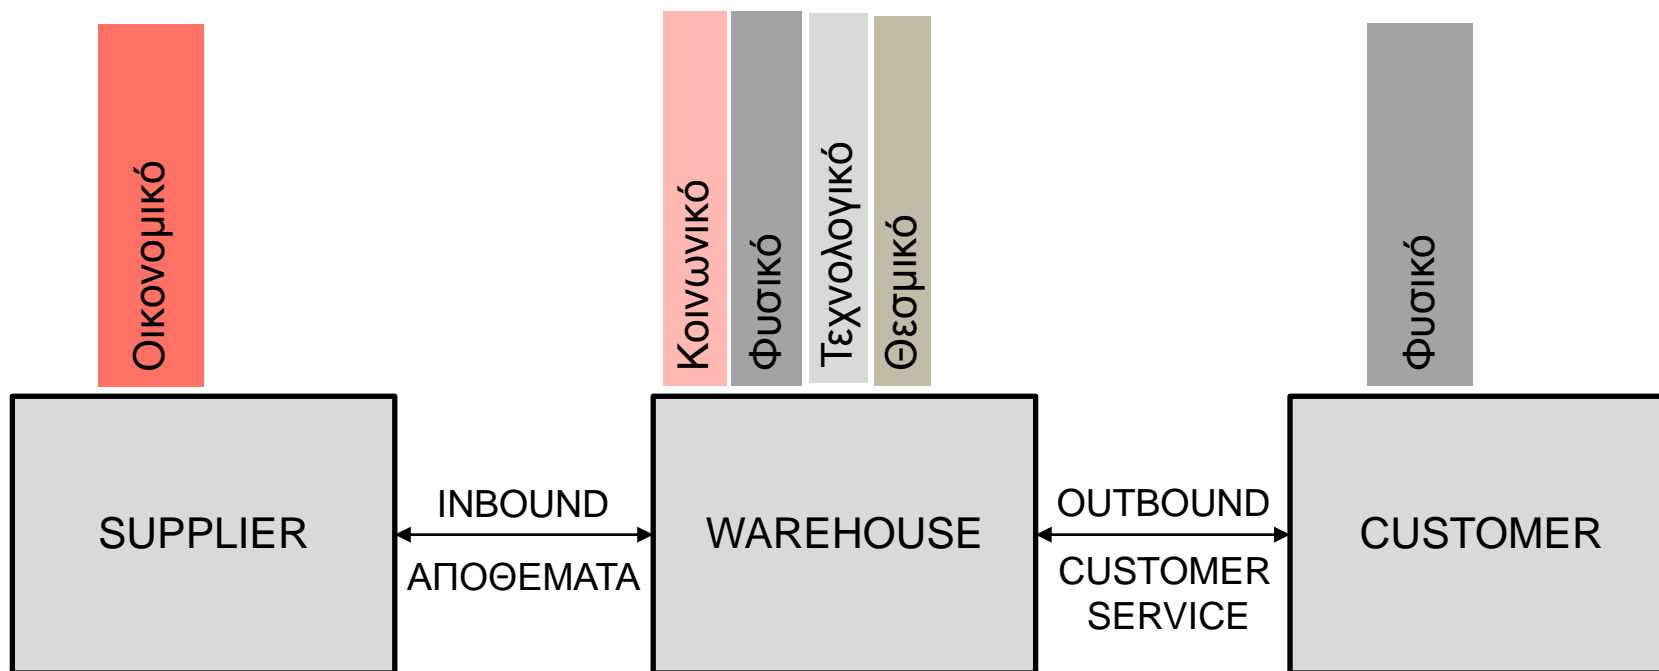 Οικονομικό
Κοινωνικό
Φυσικό
Τεχνολογικό
Θεσμικό
Φυσικό
SUPPLIER
INBOUND
ΑΠΟΘΕΜΑΤΑ
WAREHOUSE
OUTBOUND
CUSTOMER
SERVICE
CUSTOMER